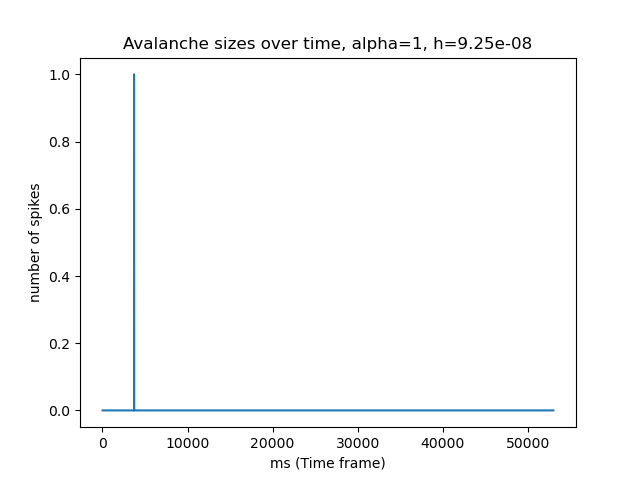 Avalanche sizes over time, alpha=1, h=9.25e-08
number of spikes
1.0
0.8
0.6
0.4
0.2
0.0
0 10000 20000 30000 40000 50000
ms (Time frame)